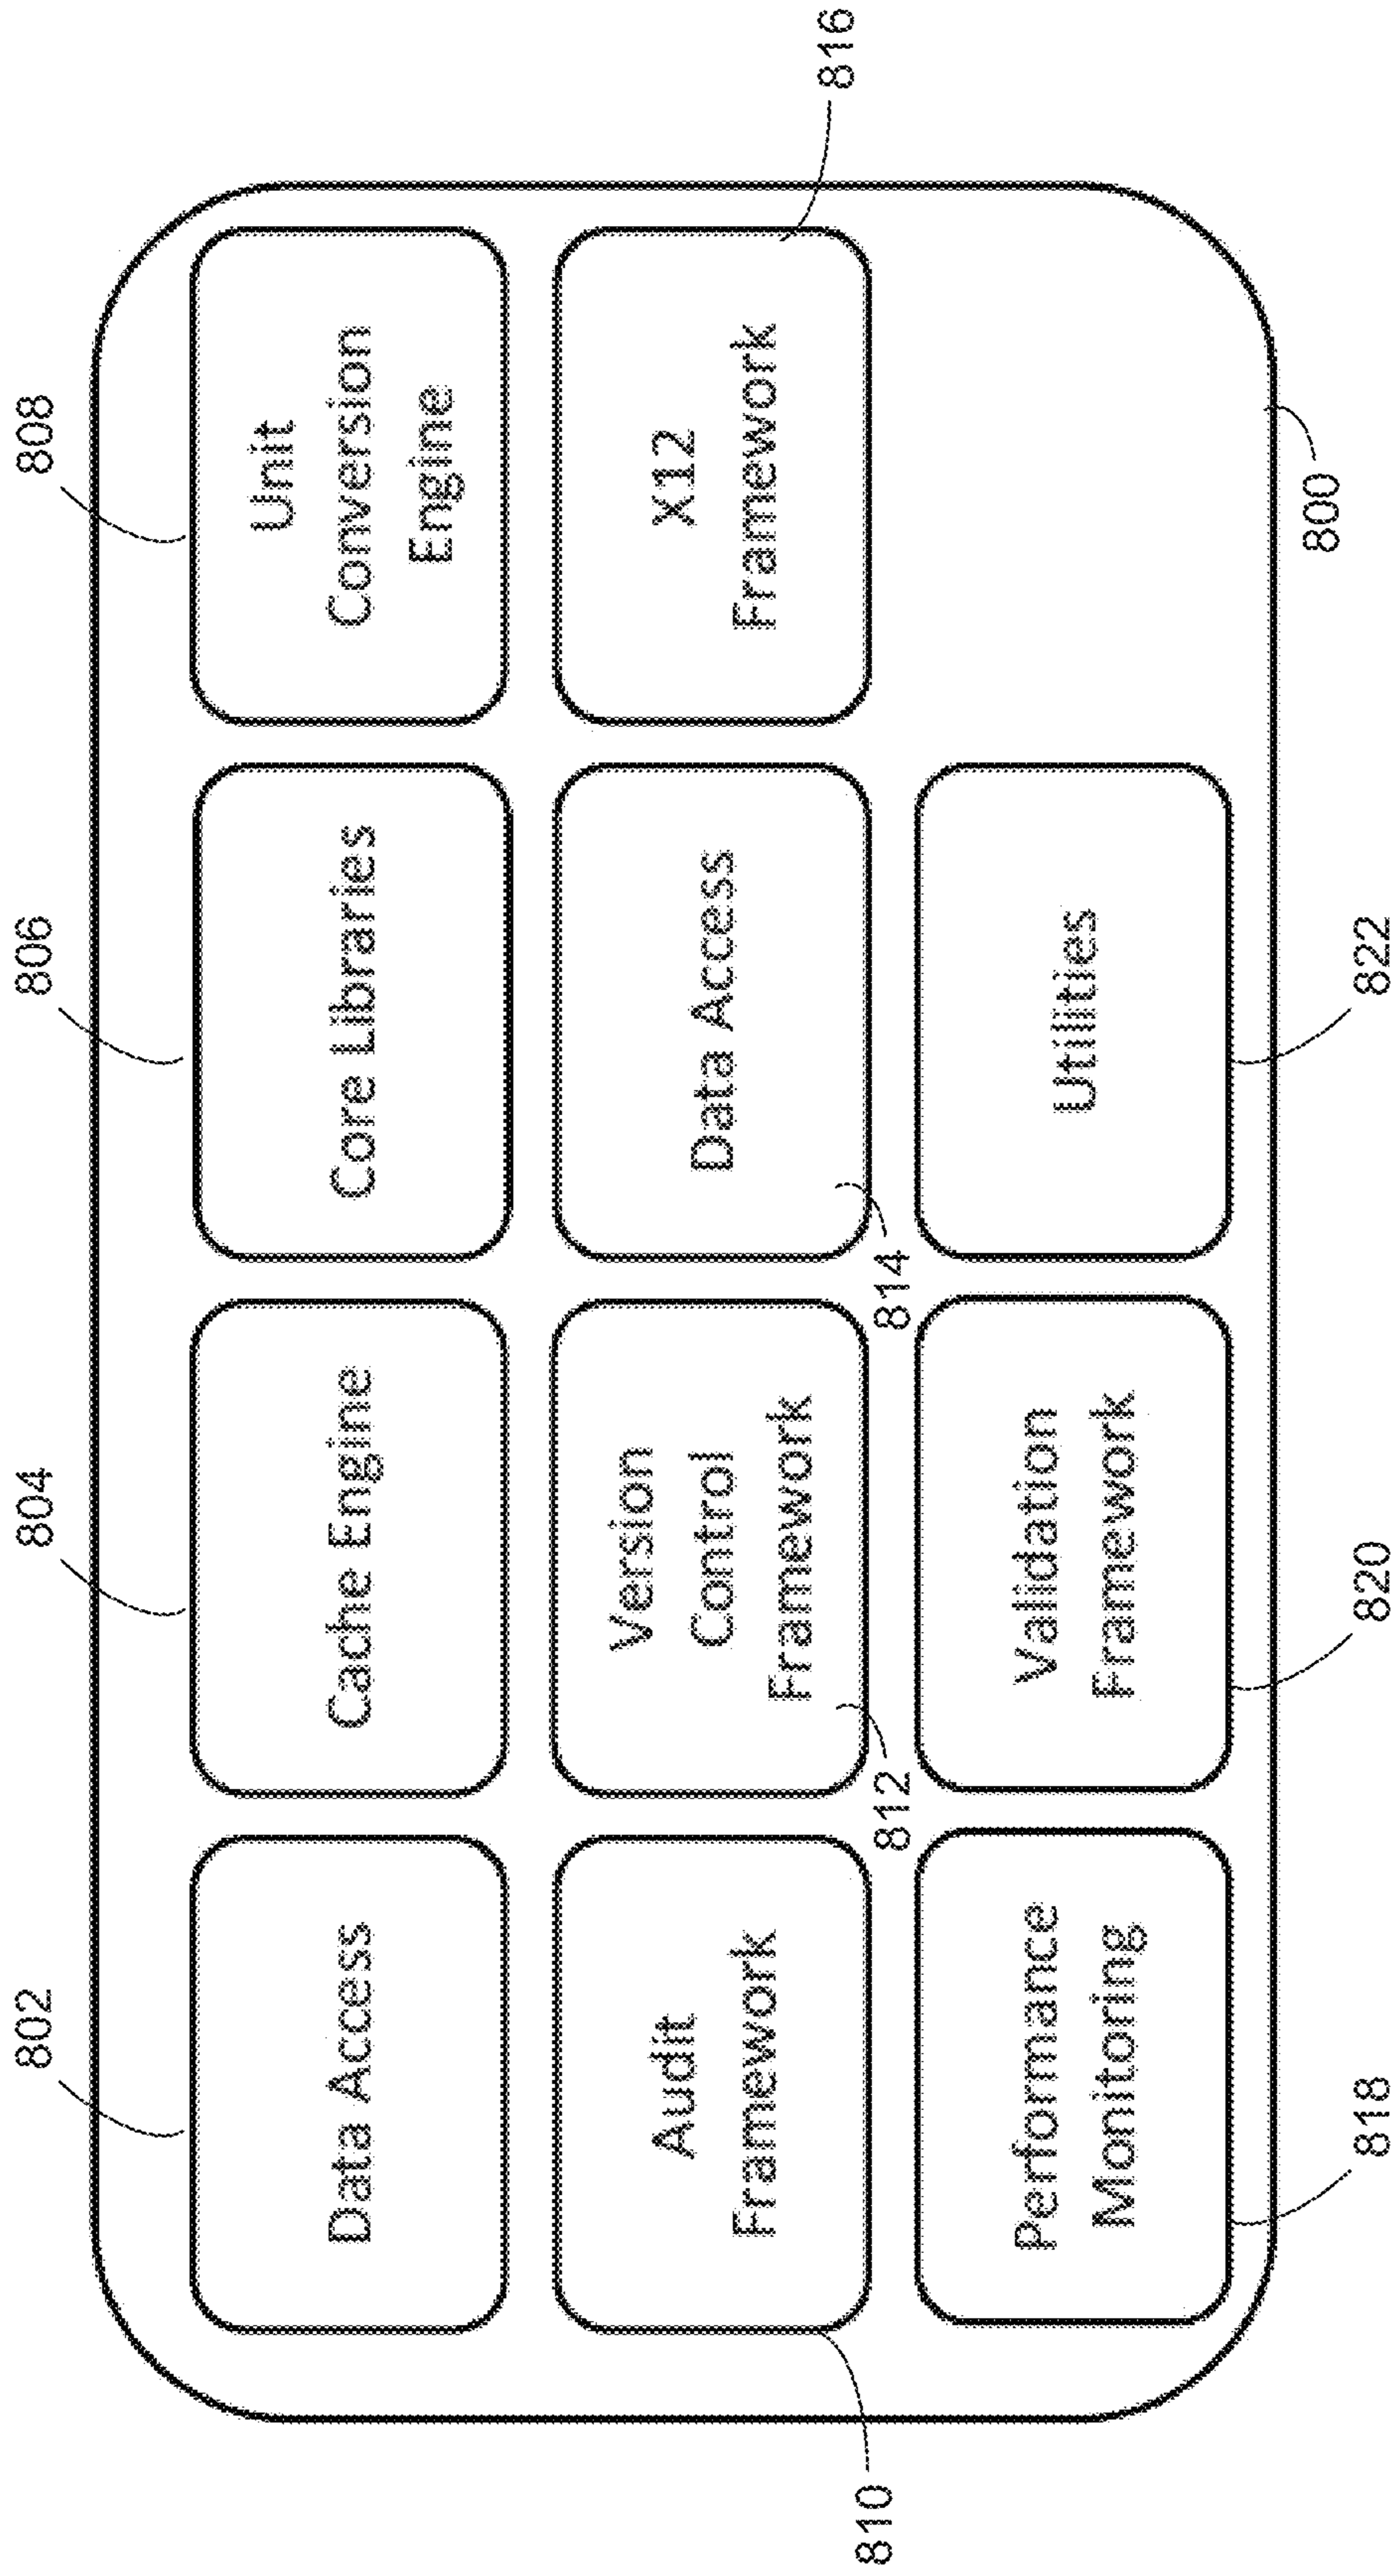 802
804
806
808
Data Access
Cache Engine
Core Libraries
Unit
Conversion
Engine
Audit
Framework
Version
Control
Framework
Data Access
X12
Framework
810
812
814
816
Performance
Monitoring
Validation
Framework
Utilities
818
820
822
800